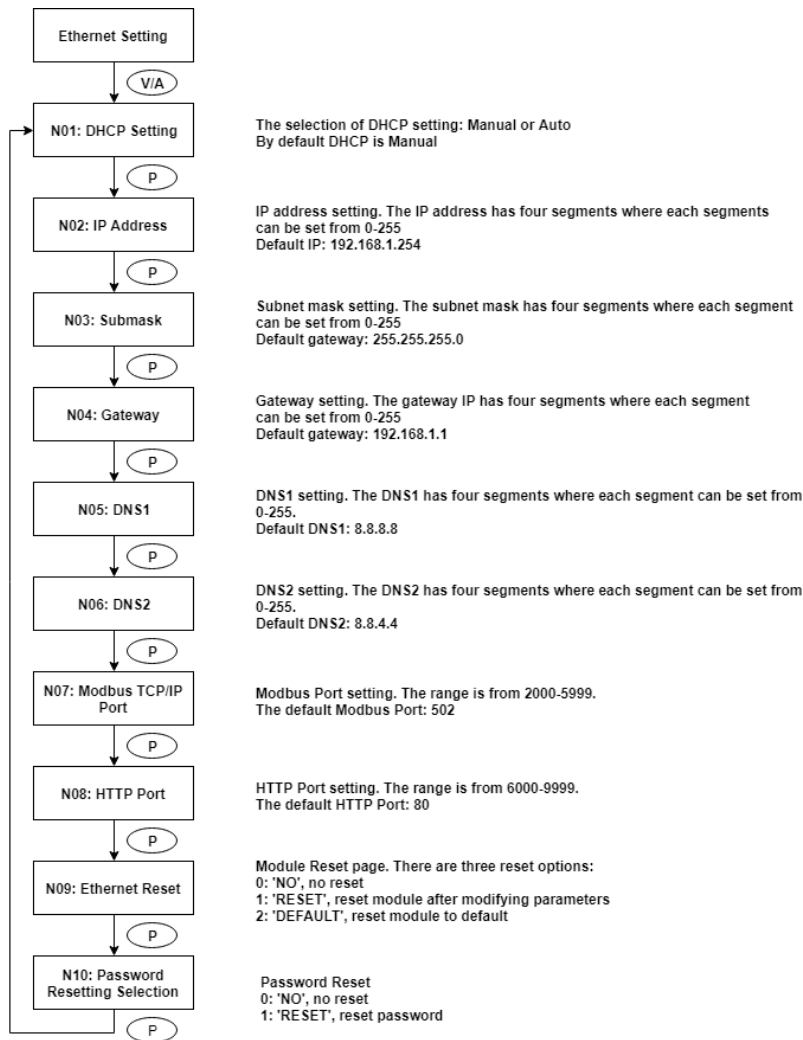 Ethernet Setting
V/A
N01: DHCP Setting
The selection of DHCP setting: Manual or Auto
By default DHCP is Manual
P
N02: IP Address
IP address setting. The IP address has four segments where each segments
can be set from 0-255
Default IP: 192.168.1.254
P
N03: Submask
Subnet mask setting. The subnet mask has four segments where each segment
can be set from 0-255
Default gateway: 255.255.255.0
P
N04: Gateway
Gateway setting. The gateway IP has four segments where each segment
can be set from 0-255
Default gateway: 192.168.1.1
P
N05: DNS1
DNS1 setting. The DNS1 has four segments where each segment can be set from
0-255.
Default DNS1: 8.8.8.8
P
N06: DNS2
DNS2 setting. The DNS2 has four segments where each segment can be set from
0-255.
Default DNS2: 8.8.4.4
P
N07: Modbus TCP/IP
Port
Modbus Port setting. The range is from 2000-5999.
The default Modbus Port: 502
P
N08: HTTP Port
HTTP Port setting. The range is from 6000-9999.
The default HTTP Port: 80
P
N09: Ethernet Reset
Module Reset page. There are three reset options:
0: 'NO', no reset
1: 'RESET', reset module after modifying parameters
2: 'DEFAULT', reset module to default
P
N10: Password
Resetting Selection
Password Reset
0: 'NO', no reset
1: 'RESET', reset password
P